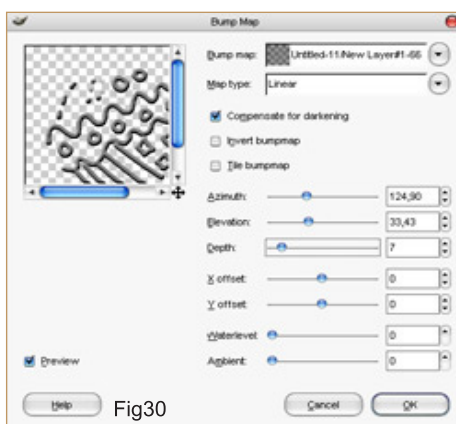 Bump Map
Bump map: Untitled-11/New Layer#1-66
Map type: Linear
Compensate for darkening
Invert bumpmap
Tile bumpmap
Azimuth: 124,90
Elevation: 33,43
Depth: 7
X offset: 0
Y offset: 0
Waterlevel: 0
Ambient: 0
Preview
Help Cancel OK
Fig30